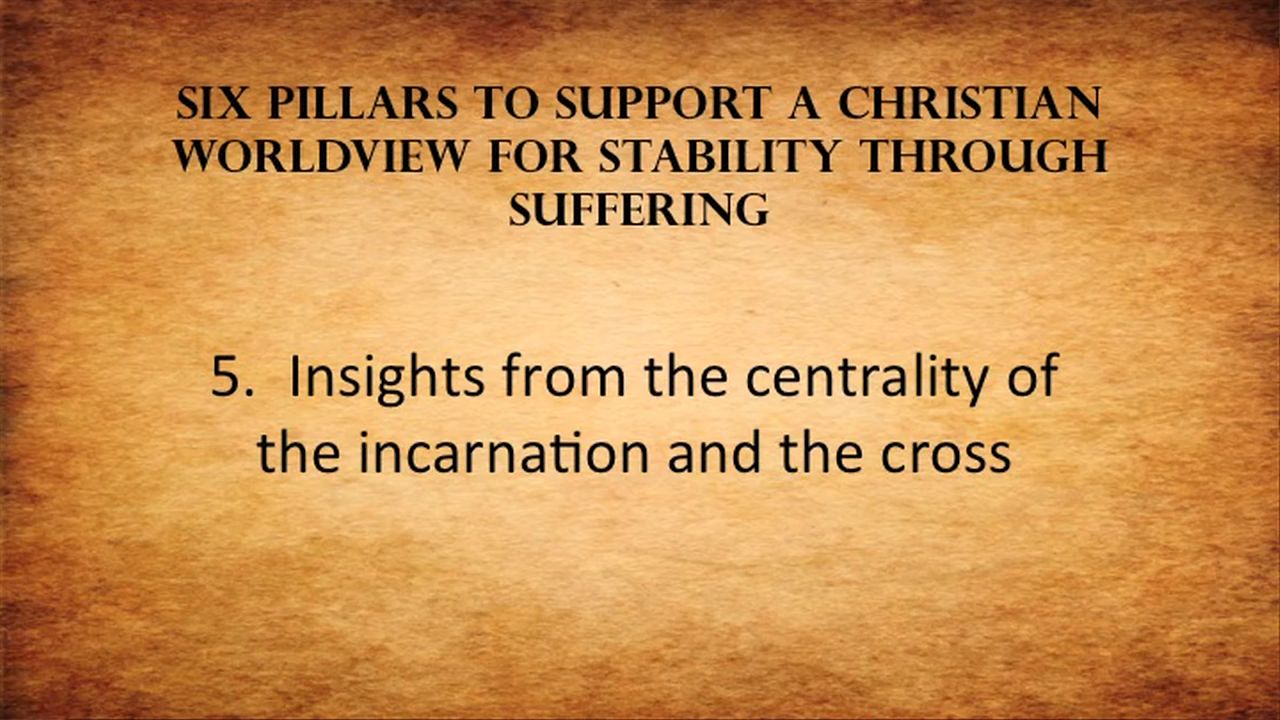 SIX PILLARS TO SUPPORT A CHRISTIAN
WORLDVIEW FOR STABILITY THROUGH
SUFFERING
5. Insights from the centrality of
the incarnation and the cross